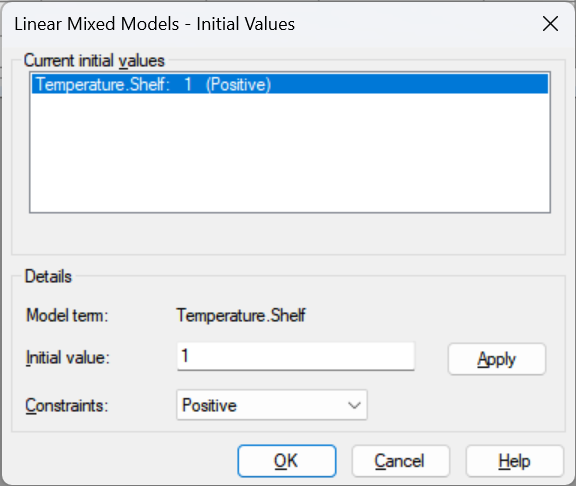 Linear Mixed Models - Initial Values
Current initial values
Temperature.Shelf: 1 (Positive)
Details
Model term: Temperature.Shelf
Initial value: 1 Apply
Constraints: Positive
OK Cancel Help